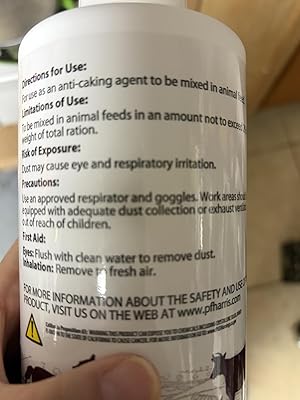 Directions for Use:
For use as an anti-caking agent to be mixed in animal feed
Limitations of Use:
To be mixed in animal feeds in an amount not to exceed
weight of total ration.
Risk of Exposure:
Dust may cause eye and respiratory irritation.
Precautions:
Use an approved respirator and goggles. Work areas should
equipped with adequate dust collection or exhaust
out of reach of children.
First Aid:
Eyes: Flush with clean water to remove dust.
Inhalation: Remove to fresh air.
FOR MORE INFORMATION ABOUT THE SAFETY AND USE
PRODUCT, VISIT US ON THE WEB AT www.pfharris.com